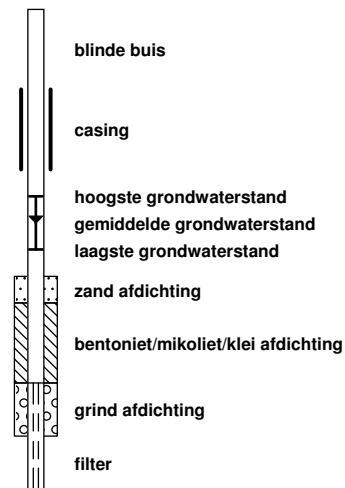 blinde buis
casing
hoogste grondwaterstand
gemiddelde grondwaterstand
laagste grondwaterstand
zand afdichting
bentoniet/mikoliet/klei afdichting
grind afdichting
filter